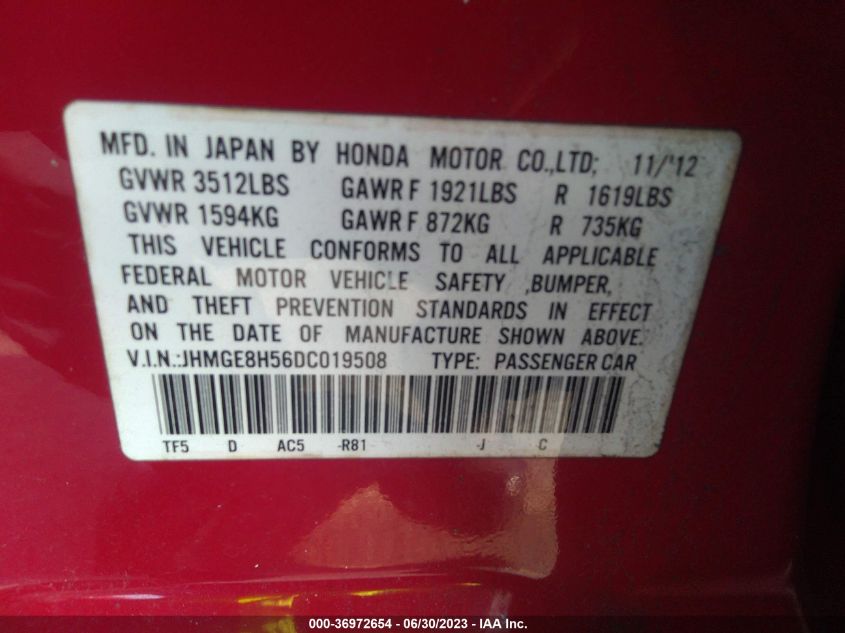 MFD. IN JAPAN BY HONDA MOTOR CO.,LTD; 11/'12
GVWR 3512LBS GAWR F 1921LBS R 1619LBS
GVWR 1594KG GAWR F 872KG R 735KG
THIS VEHICLE CONFORMS TO ALL APPLICABLE
FEDERAL MOTOR VEHICLE SAFETY ,BUMPER,
AND THEFT PREVENTION STANDARDS IN EFFECT
ON THE DATE OF MANUFACTURE SHOWN ABOVE.
V.I.N.:JHMGE8H56DC019508 TYPE: PASSENGER CAR
TF5 D AC5 -R81 -J C
000-36972654 - 06/30/2023 - IAA Inc.